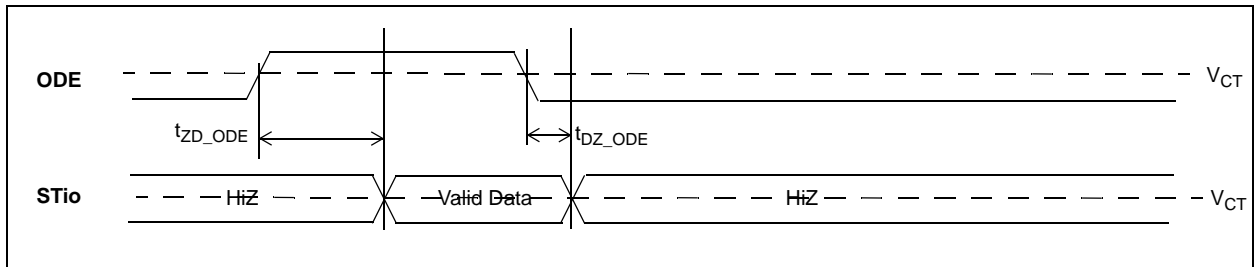 ODE
V_CT
t_ZD_ODE
t_DZ_ODE
STio
HiZ
Valid Data
HiZ
V_CT